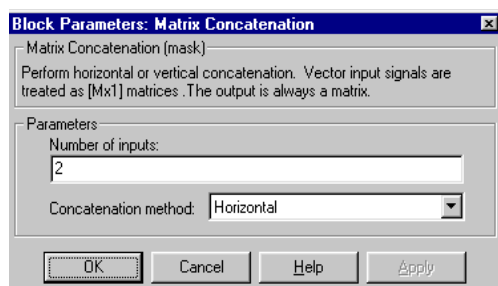 Block Parameters: Matrix Concatenation
Matrix Concatenation (mask)
Perform horizontal or vertical concatenation. Vector input signals are
treated as [Mx1] matrices .The output is always a matrix.
Parameters
Number of inputs:
2
Concatenation method: Horizontal
OK Cancel Help Apply